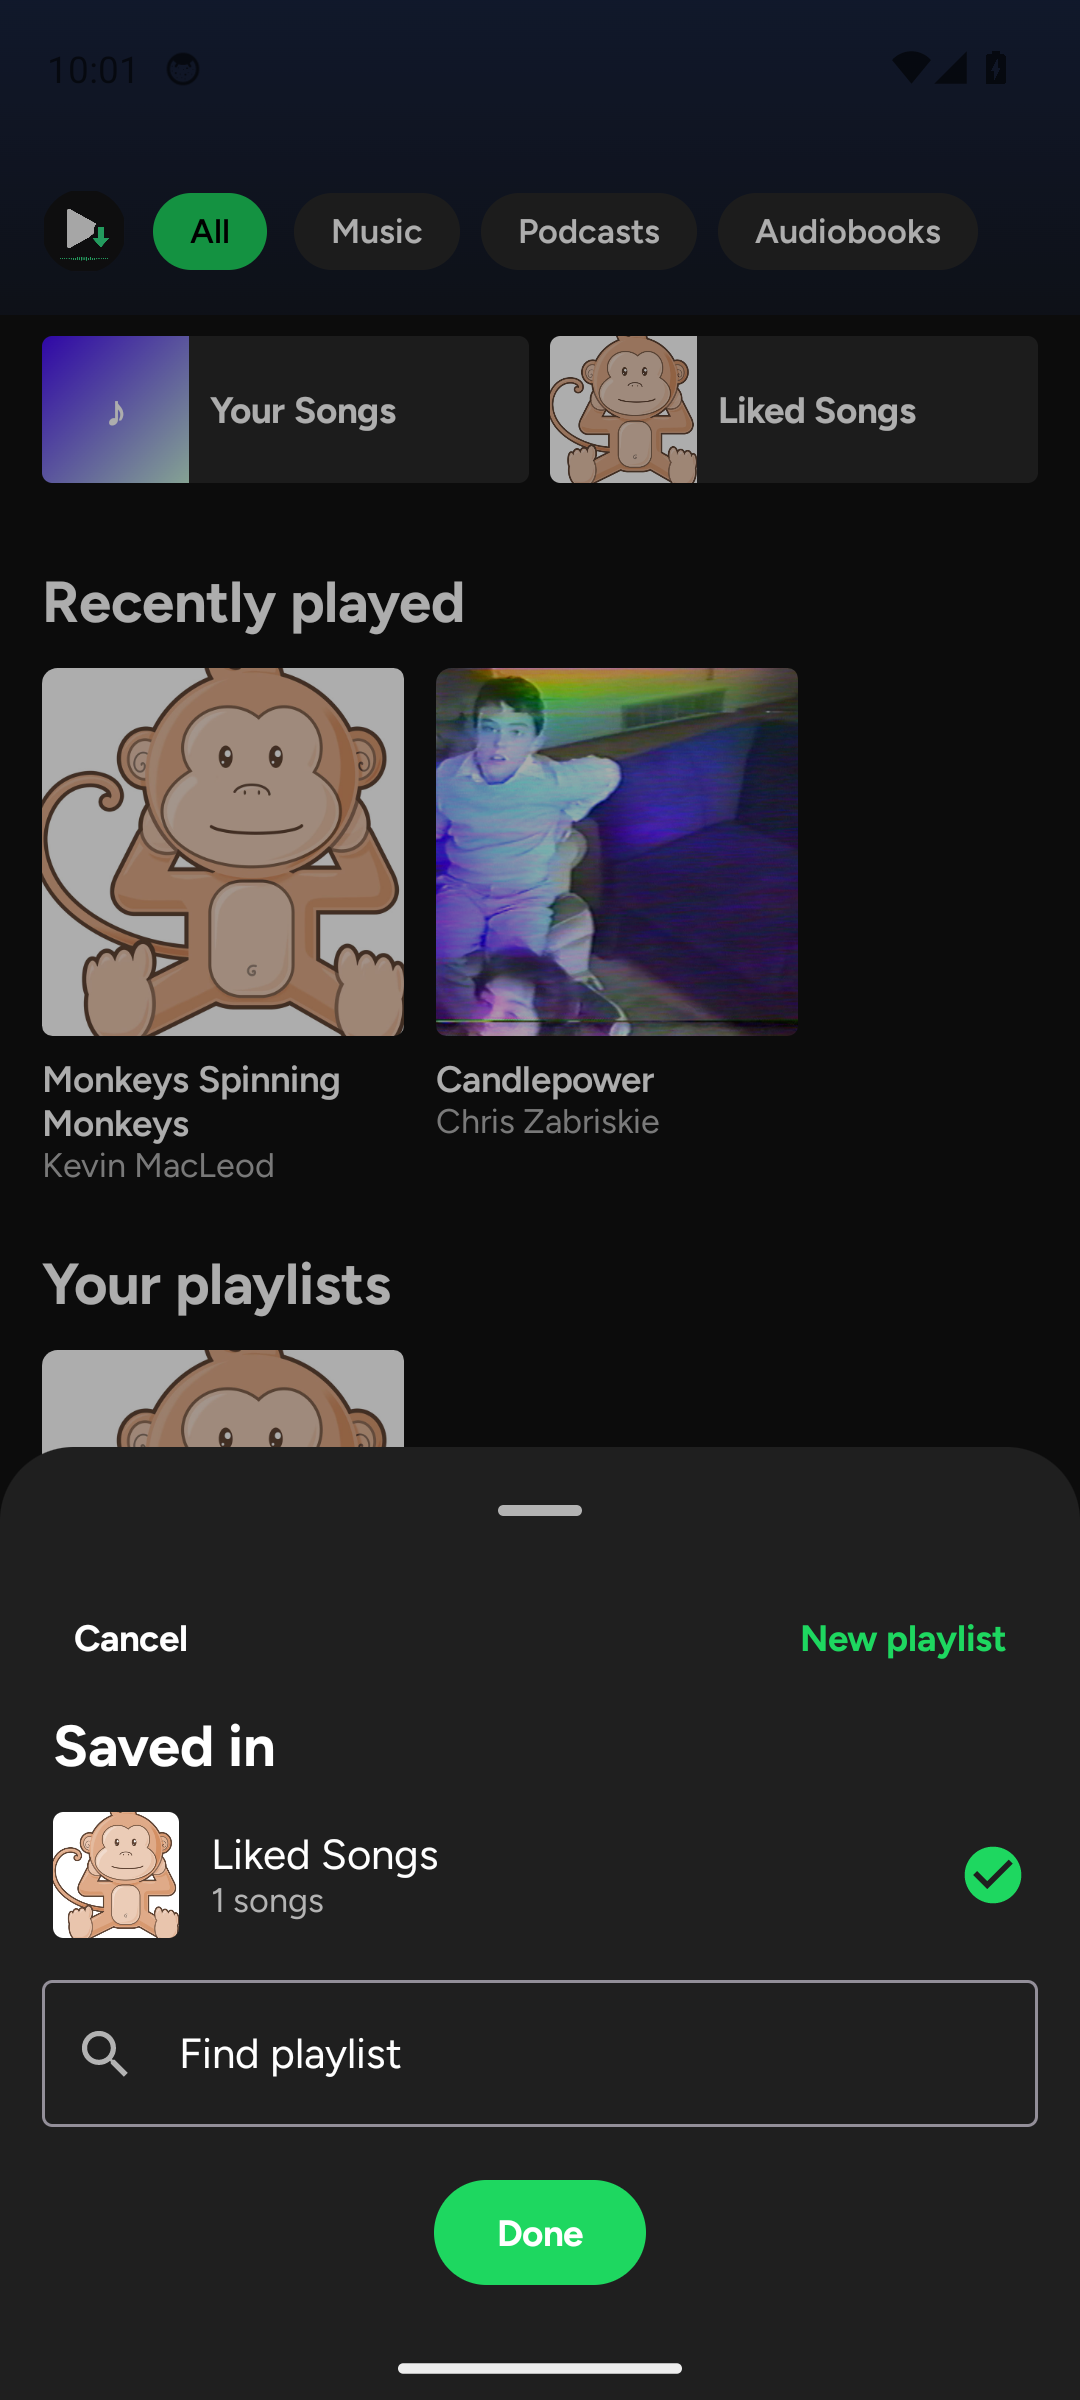 10:01
All
Music
Podcasts
Audiobooks
Your Songs
Liked Songs
Recently played
Monkeys Spinning
Monkeys
Kevin MacLeod
Candlepower
Chris Zabriskie
Your playlists
Cancel
New playlist
Saved in
Liked Songs
1 songs
Find playlist
Done